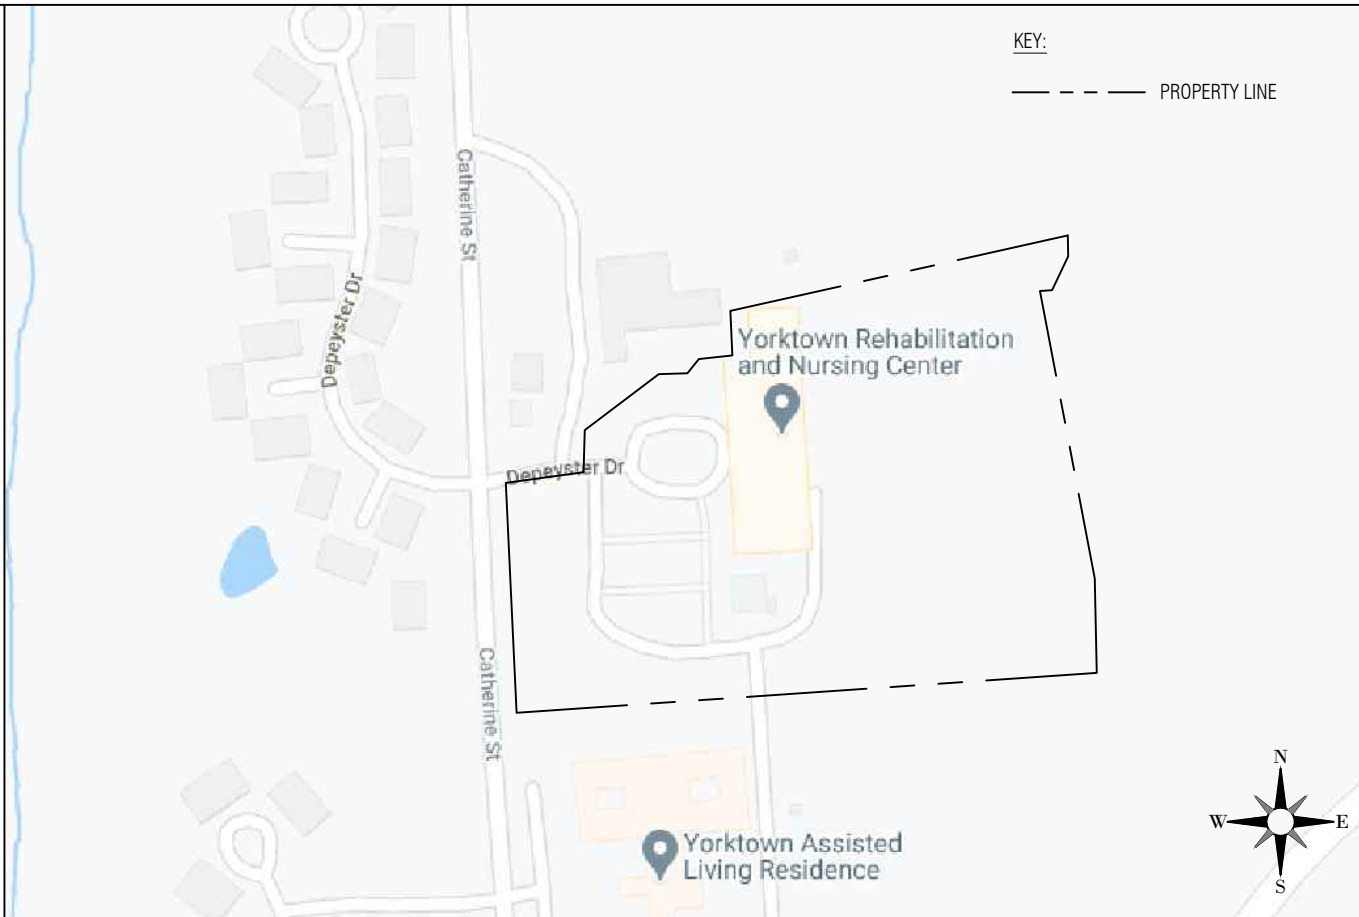 KEY:
PROPERTY LINE
Catherine St
Depeyster Dr
Yorktown Rehabilitation
and Nursing Center
Depeyster Dr
Catherine St
Yorktown Assisted
Living Residence
N
W
E
S